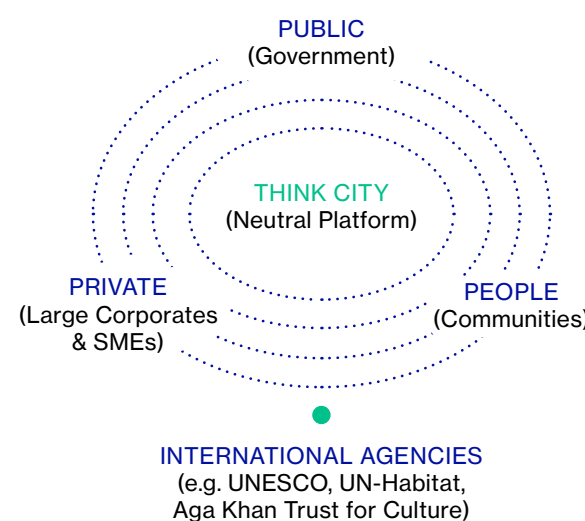 PUBLIC
(Government)
THINK CITY
(Neutral Platform)
PRIVATE
(Large Corporates
& SMEs)
PEOPLE
(Communities)
INTERNATIONAL AGENCIES
(e.g. UNESCO, UN-Habitat,
Aga Khan Trust for Culture)